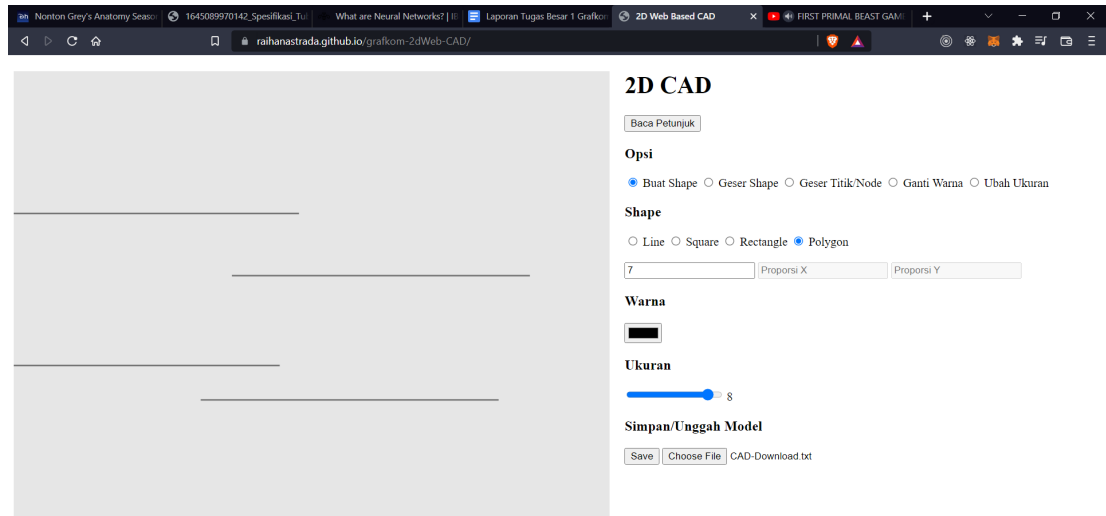 Nonton Grey's Anatomy Seaso
1645089970142_Spesifikasi_Tu
What are Neural Networks? | IB
Laporan Tugas Besar 1 Grafkon
2D Web Based CAD
FIRST PRIMAL BEAST GAM
raihanastrada.github.io/grafkom-2dWeb-CAD/
2D CAD
Baca Petunjuk
Opsi
Buat Shape Geser Shape Geser Titik/Node Ganti Warna Ubah Ukuran
Shape
Line Square Rectangle Polygon
7 Proporsi X Proporsi Y
Warna
Ukuran
8
Simpan/Unggah Model
Save Choose File CAD-Download.txt